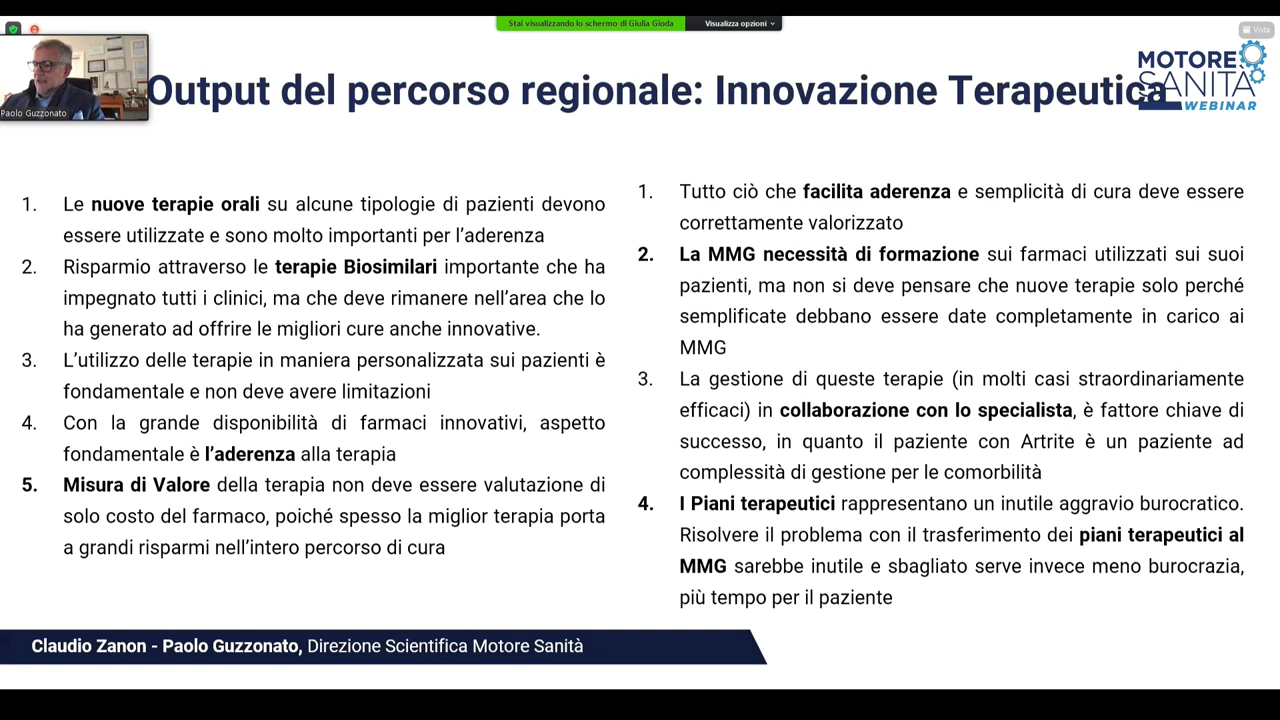 Stai visualizzando lo schermo di Giulia Gioda
Visualizza opzioni
Vista
Paolo Guzzonato
Output del percorso regionale: Innovazione Terapeutica
MOTORE
SANITÀ
WEBINAR
1. Le nuove terapie orali su alcune tipologie di pazienti devono
essere utilizzate e sono molto importanti per l’aderenza
2. Risparmio attraverso le terapie Biosimilari importante che ha
impegnato tutti i clinici, ma che deve rimanere nell’area che lo
ha generato ad offrire le migliori cure anche innovative.
3. L’utilizzo delle terapie in maniera personalizzata sui pazienti è
fondamentale e non deve avere limitazioni
4. Con la grande disponibilità di farmaci innovativi, aspetto
fondamentale è l’aderenza alla terapia
5. Misura di Valore della terapia non deve essere valutazione di
solo costo del farmaco, poiché spesso la miglior terapia porta
a grandi risparmi nell’intero percorso di cura
1. Tutto ciò che facilita aderenza e semplicità di cura deve essere
correttamente valorizzato
2. La MMG necessità di formazione sui farmaci utilizzati sui suoi
pazienti, ma non si deve pensare che nuove terapie solo perché
semplificate debbano essere date completamente in carico ai
MMG
3. La gestione di queste terapie (in molti casi straordinariamente
efficaci) in collaborazione con lo specialista, è fattore chiave di
successo, in quanto il paziente con Artrite è un paziente ad
complessità di gestione per le comorbilità
4. I Piani terapeutici rappresentano un inutile aggravio burocratico.
Risolvere il problema con il trasferimento dei piani terapeutici al
MMG sarebbe inutile e sbagliato serve invece meno burocrazia,
più tempo per il paziente
Claudio Zanon - Paolo Guzzonato, Direzione Scientifica Motore Sanità